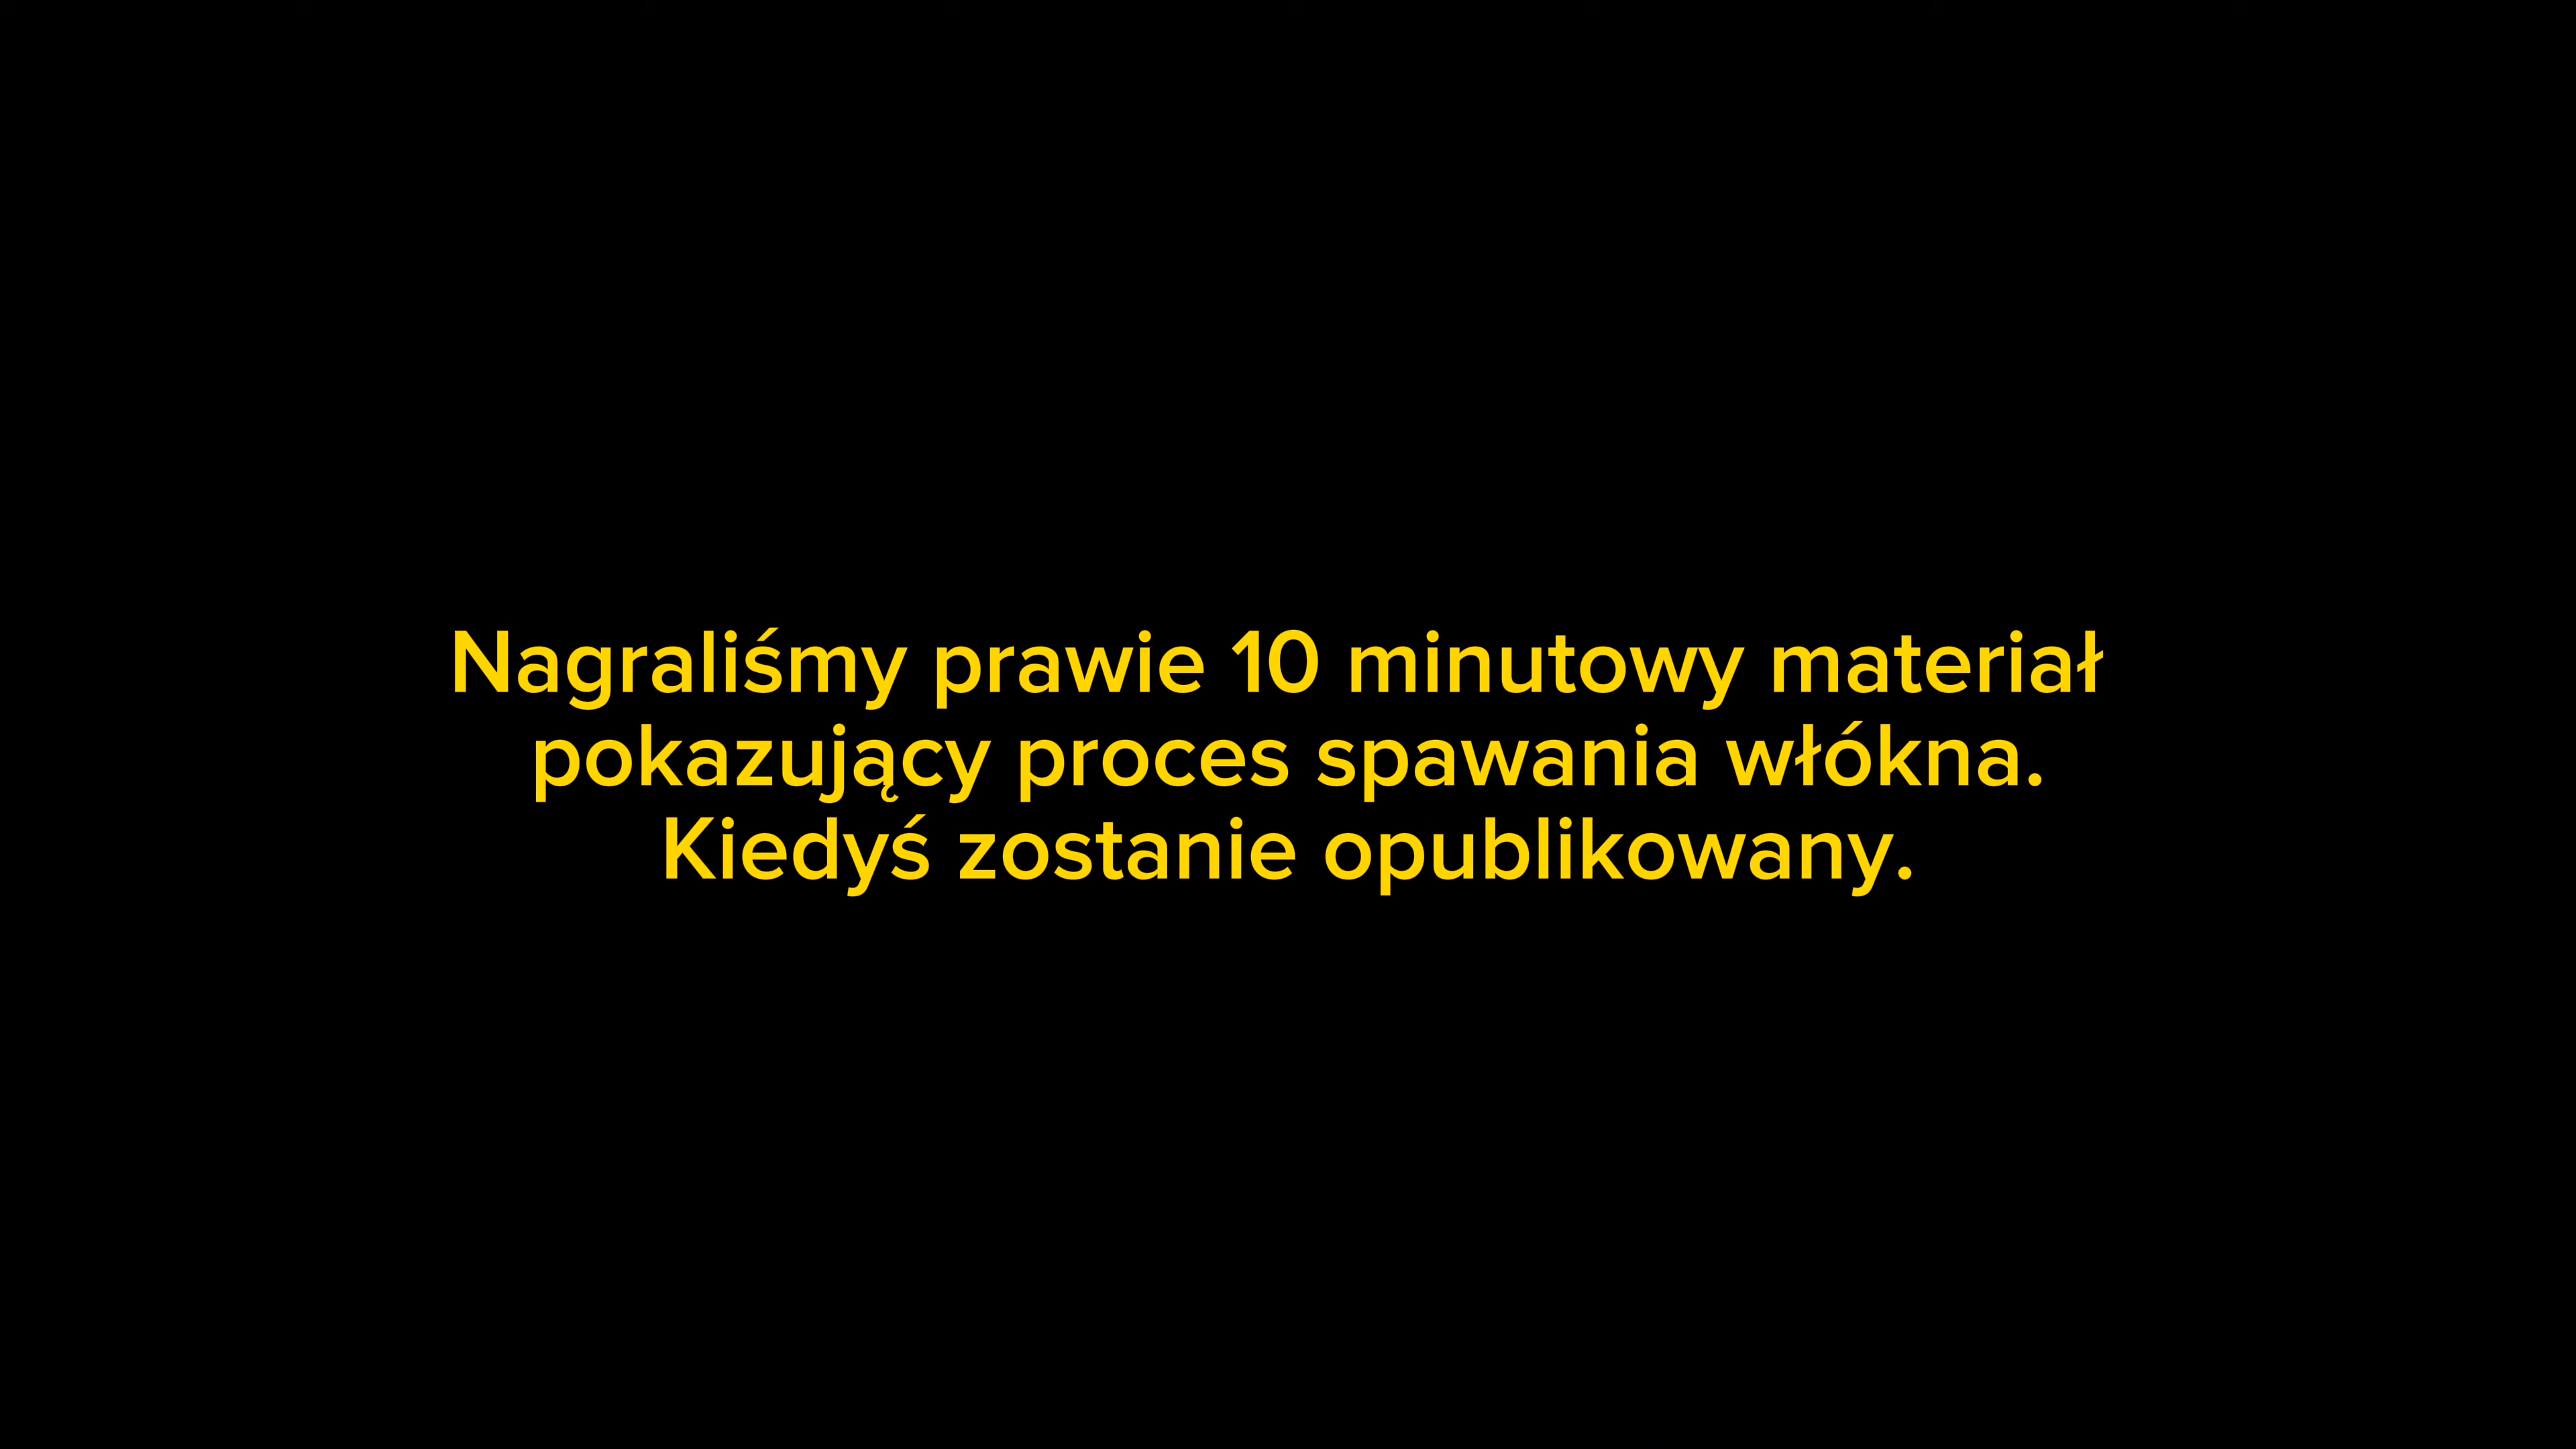 Nagraliśmy prawie 10 minutowy materiał
pokazujący proces spawania włókna.
Kiedyś zostanie opublikowany.